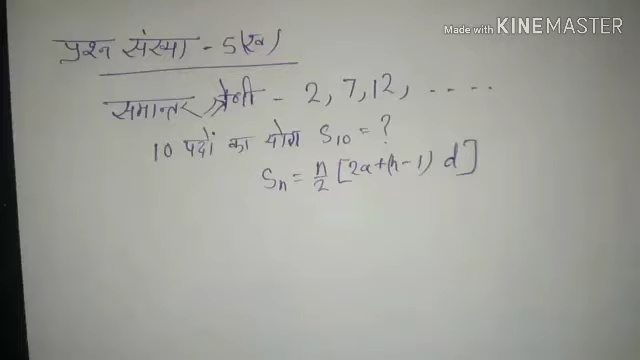 Made with KINEMASTER
प्रश्न संख्या - 5(ख)
समान्तर श्रेणी - 2, 7, 12, ....
10 पदों का योग S₁₀ = ?
Sₙ = n/2 [2a+(n-1) d]